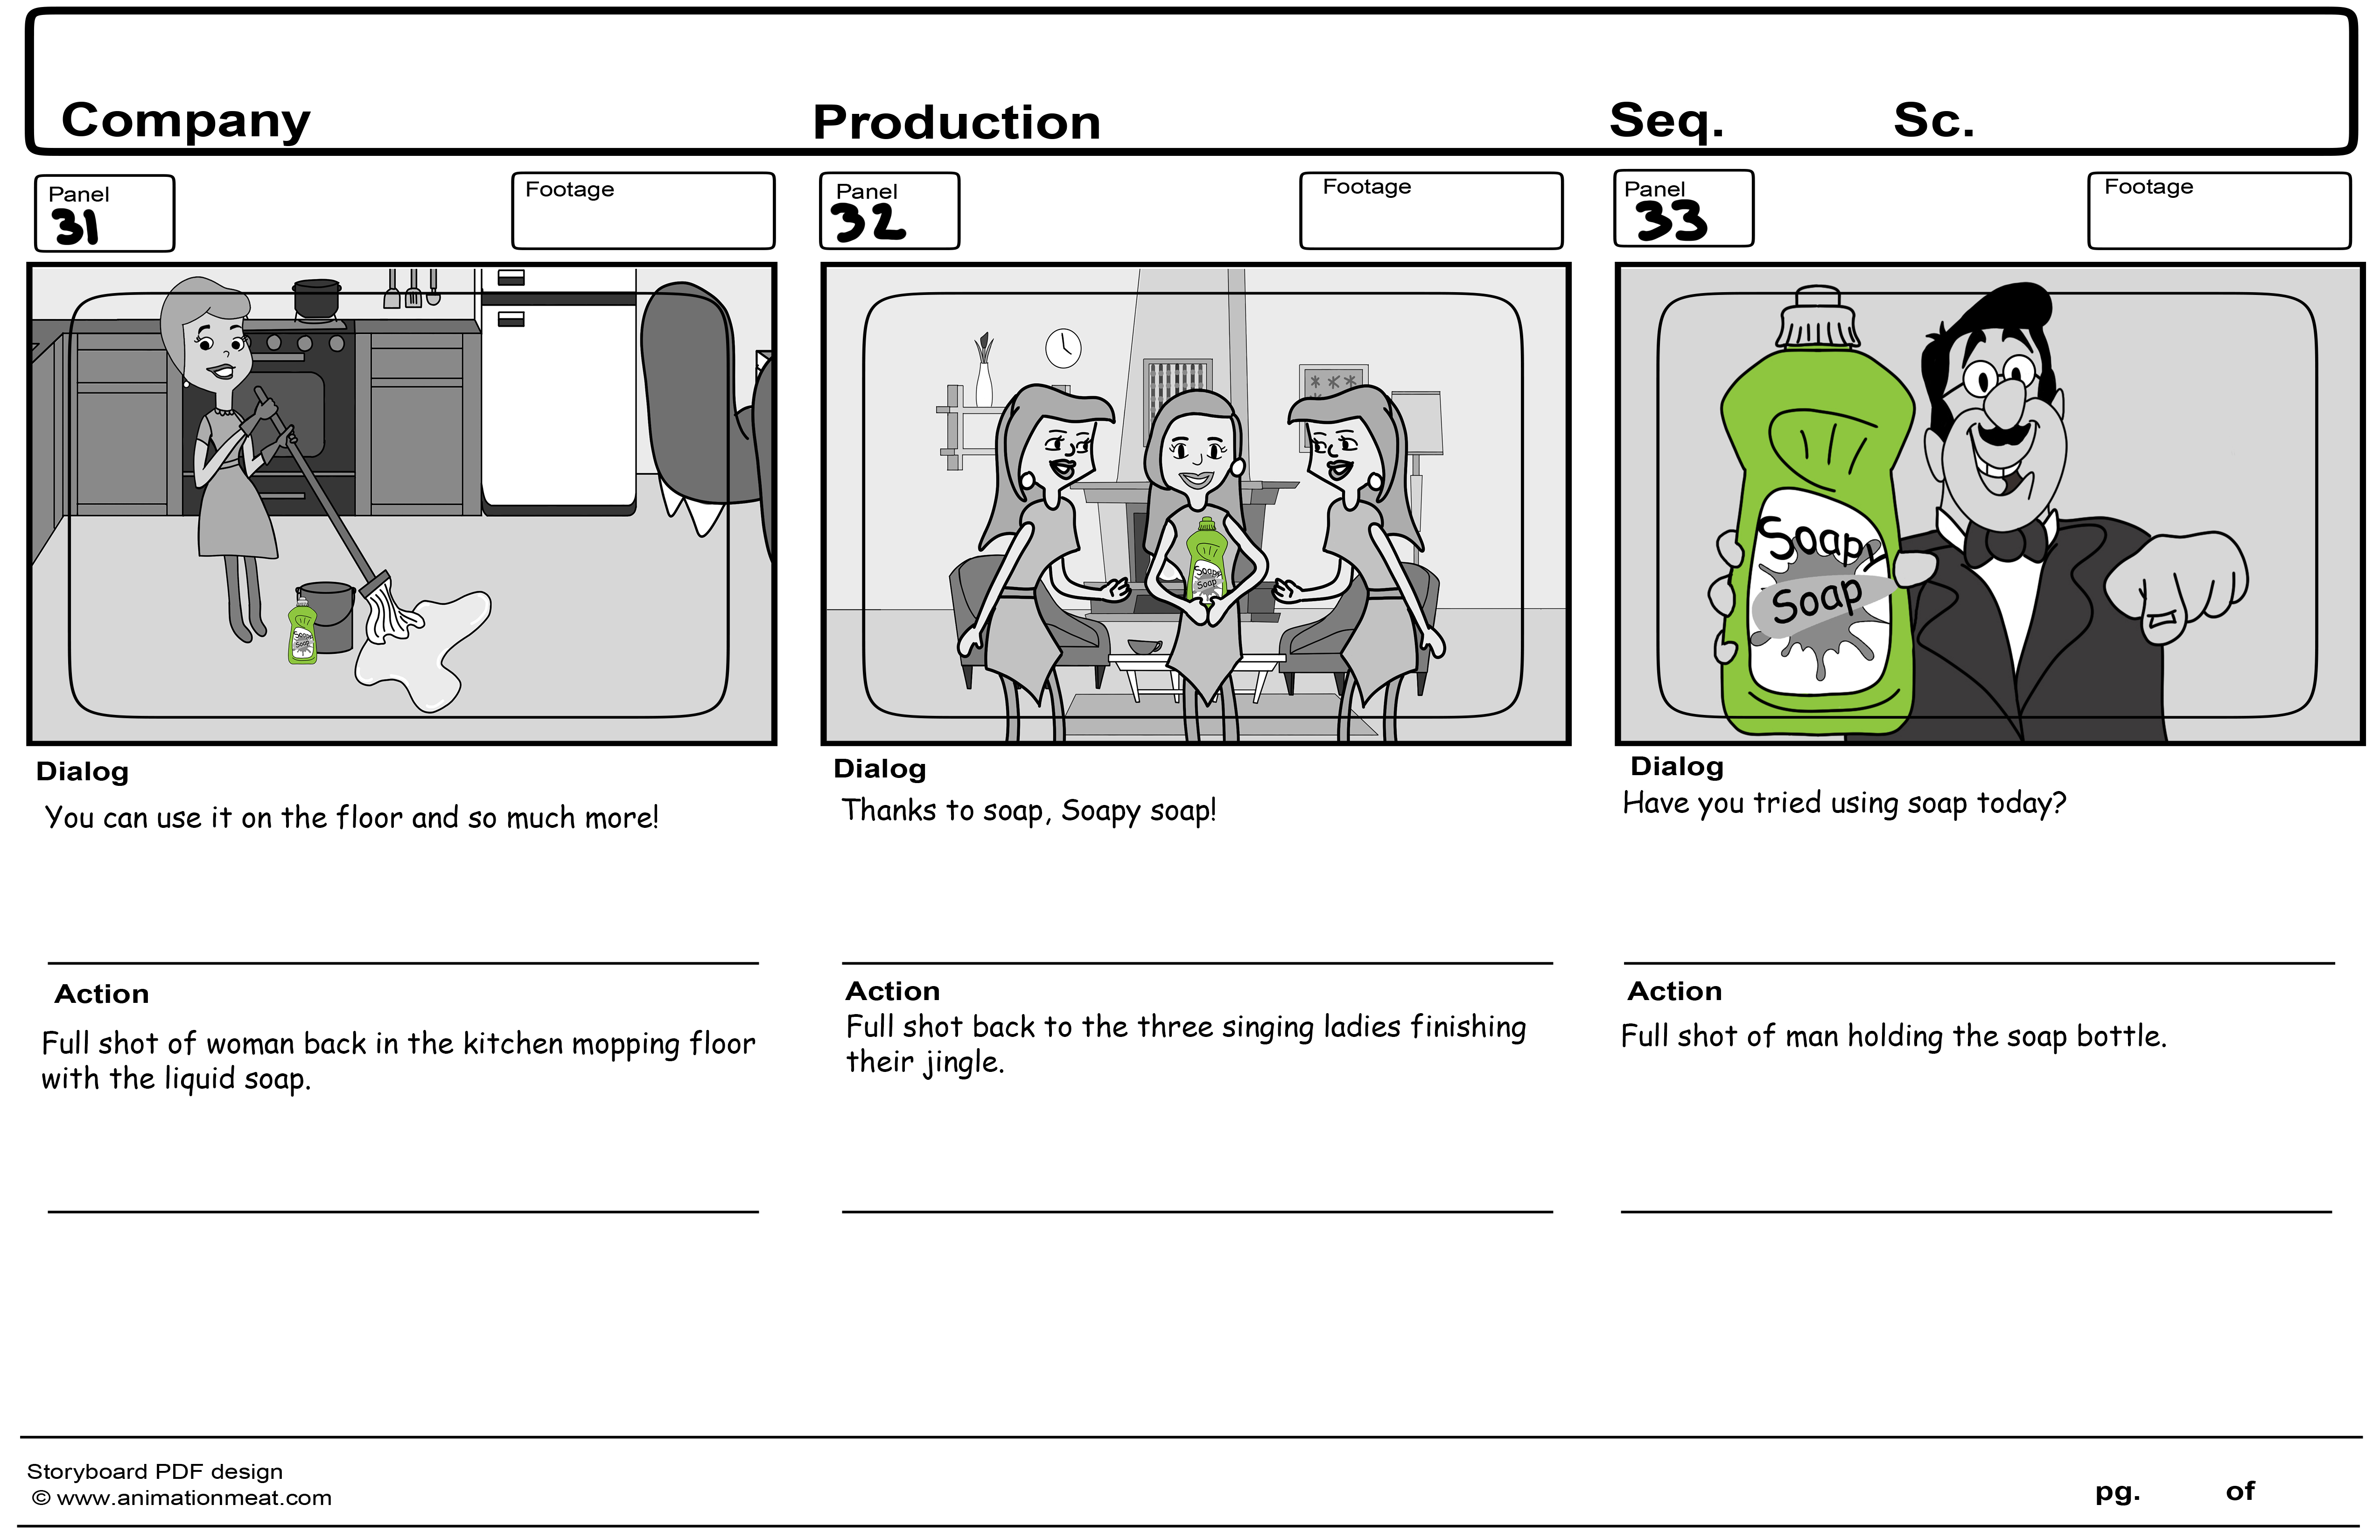 Company Production Seq. Sc.
Panel
31
Footage
Panel
32
Footage
Panel
33
Footage
Soapy
Soap
Soapy
Soap
Soapy
Soap
Dialog
You can use it on the floor and so much more!
Dialog
Thanks to soap, Soapy soap!
Dialog
Have you tried using soap today?
Action
Full shot of woman back in the kitchen mopping floor
with the liquid soap.
Action
Full shot back to the three singing ladies finishing
their jingle.
Action
Full shot of man holding the soap bottle.
Storyboard PDF design
© www.animationmeat.com
pg. of